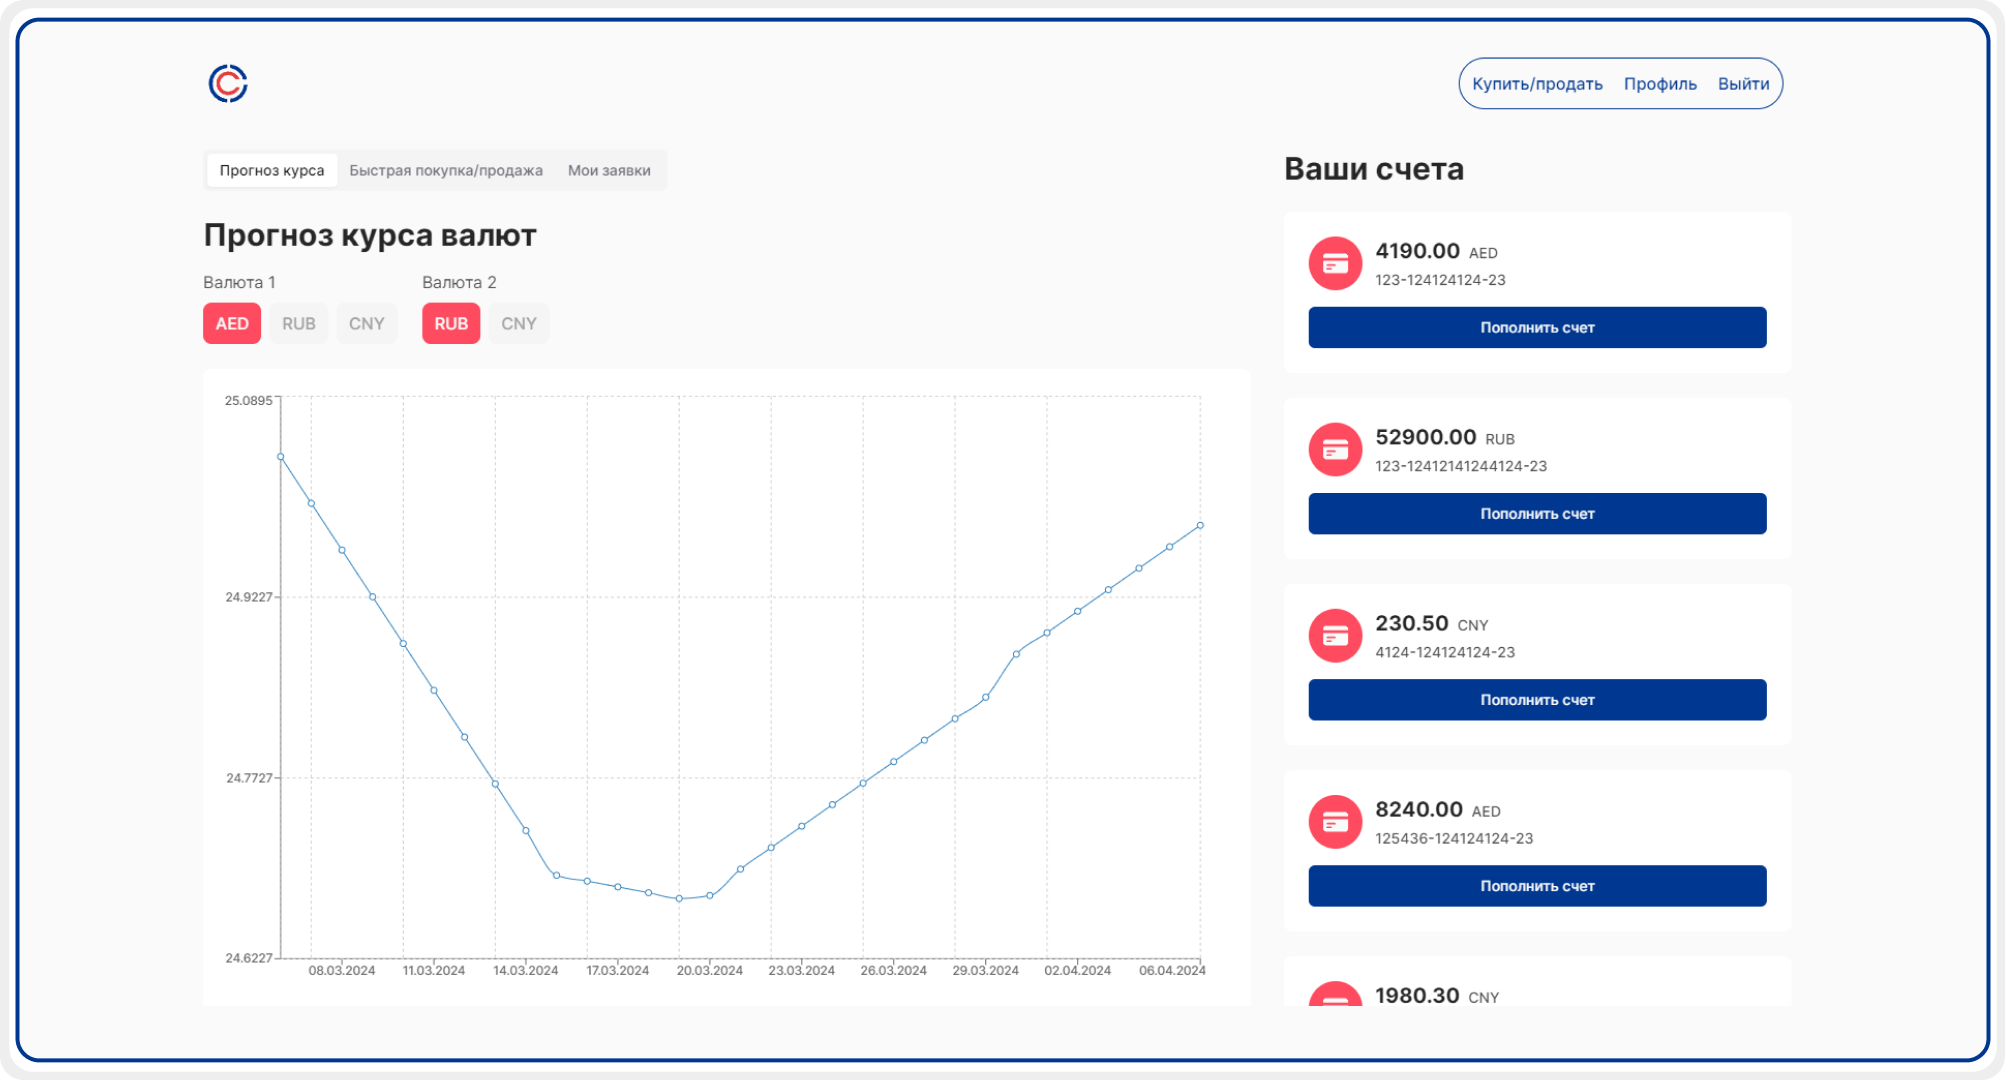 Купить/продать Профиль Выйти
Прогноз курса Быстрая покупка/продажа Мои заявки
Прогноз курса валют
Валюта 1 Валюта 2
AED RUB CNY RUB CNY
25.0895
24.9227
24.7727
24.6227
08.03.2024 11.03.2024 14.03.2024 17.03.2024 20.03.2024 23.03.2024 26.03.2024 29.03.2024 02.04.2024 06.04.2024
Ваши счета
4190.00 AED
123-124124124-23
Пополнить счет
52900.00 RUB
123-12412141244124-23
Пополнить счет
230.50 CNY
4124-124124124-23
Пополнить счет
8240.00 AED
125436-124124124-23
Пополнить счет
1980.30 CNY